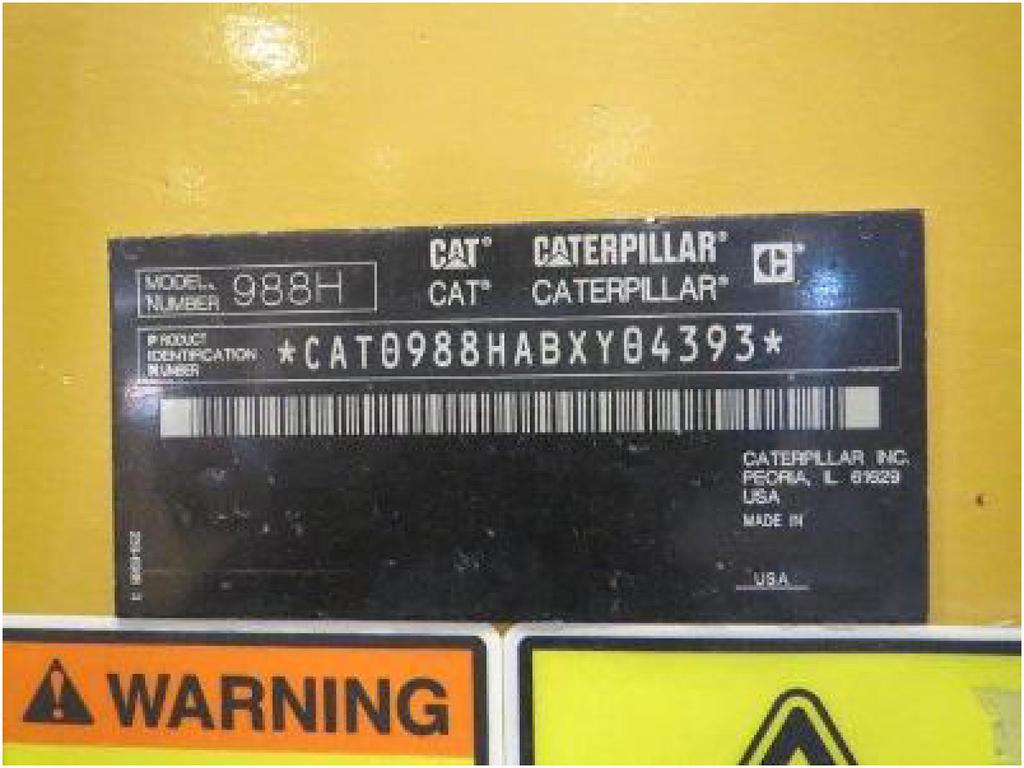 CAT® CATERPILLAR®
CAT® CATERPILLAR®
MODEL
NUMBER 988H
PRODUCT
IDENTIFICATION
NUMBER
*CAT0988HABXY04393*
CATERPILLAR INC.
PEORIA, IL 61629
USA
MADE IN
USA
WARNING